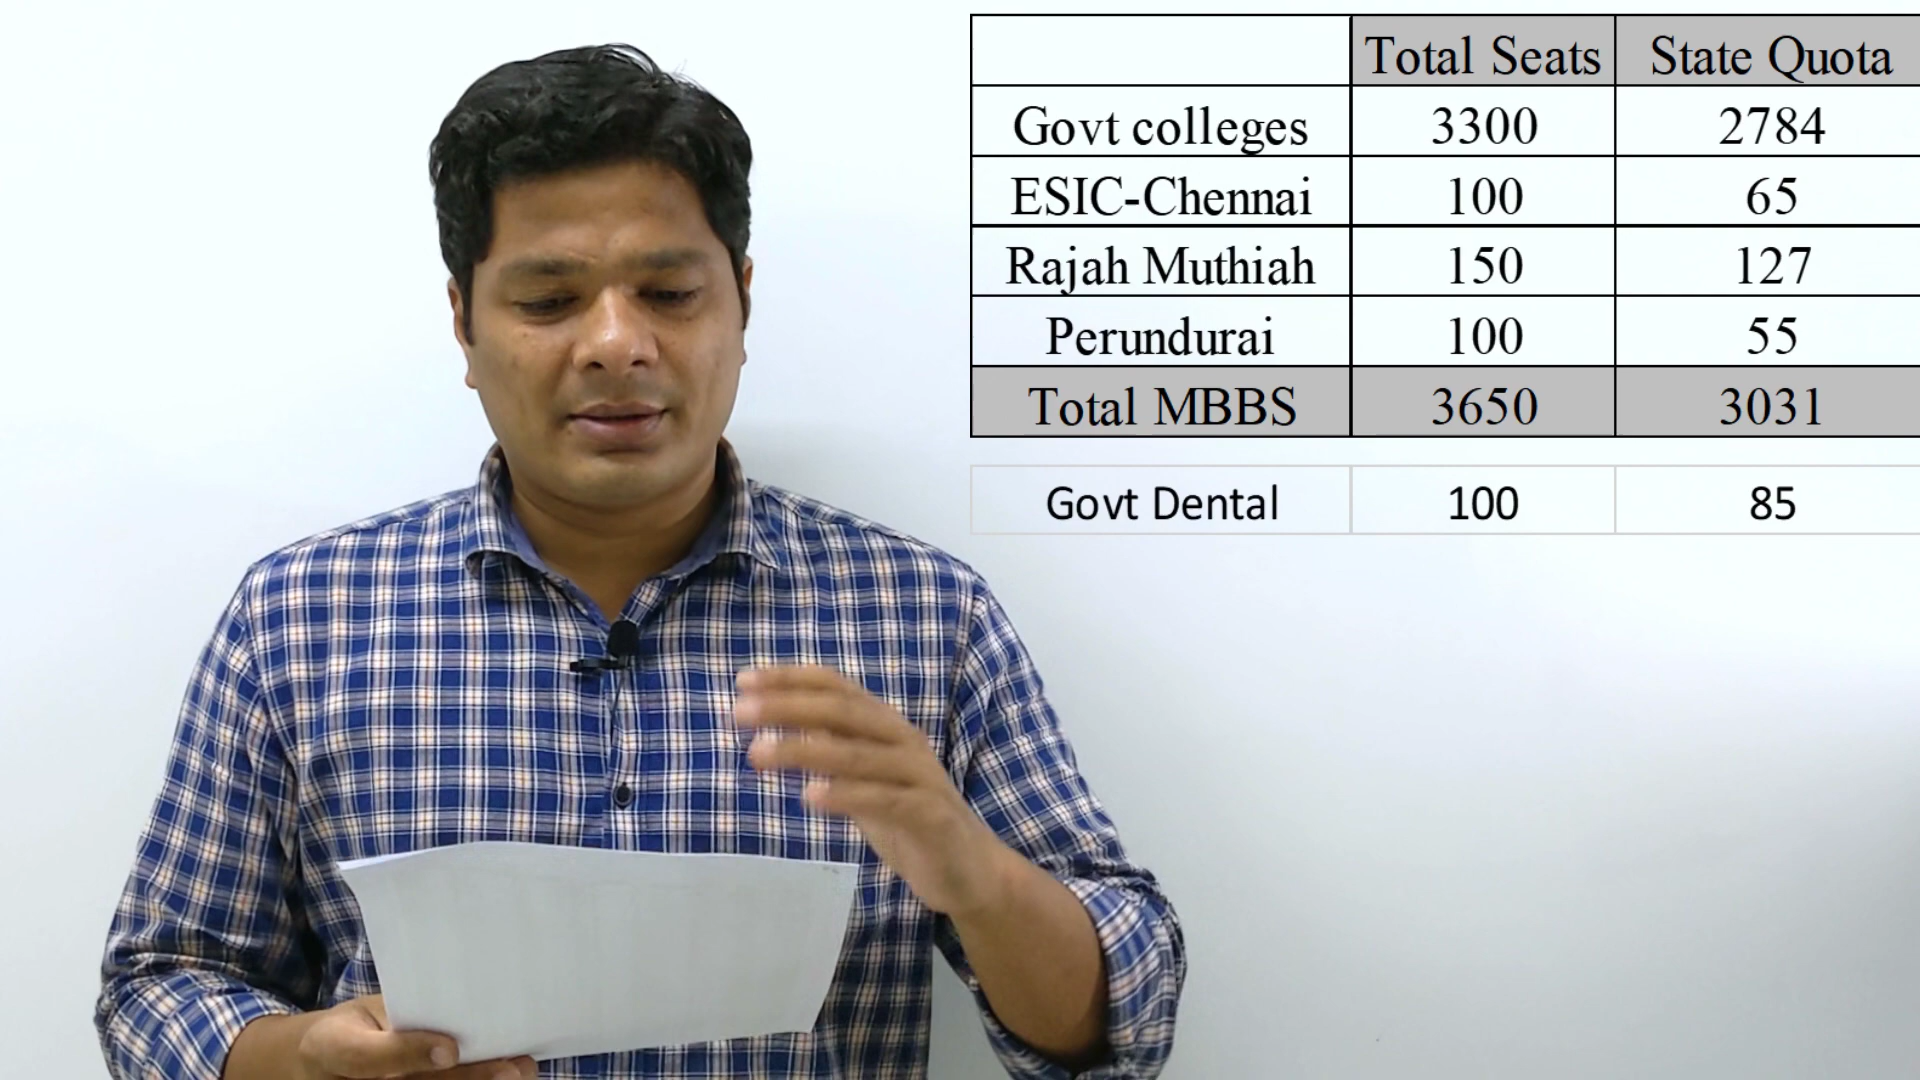 Total Seats State Quota
Govt colleges 3300 2784
ESIC-Chennai 100 65
Rajah Muthiah 150 127
Perundurai 100 55
Total MBBS 3650 3031
Govt Dental 100 85